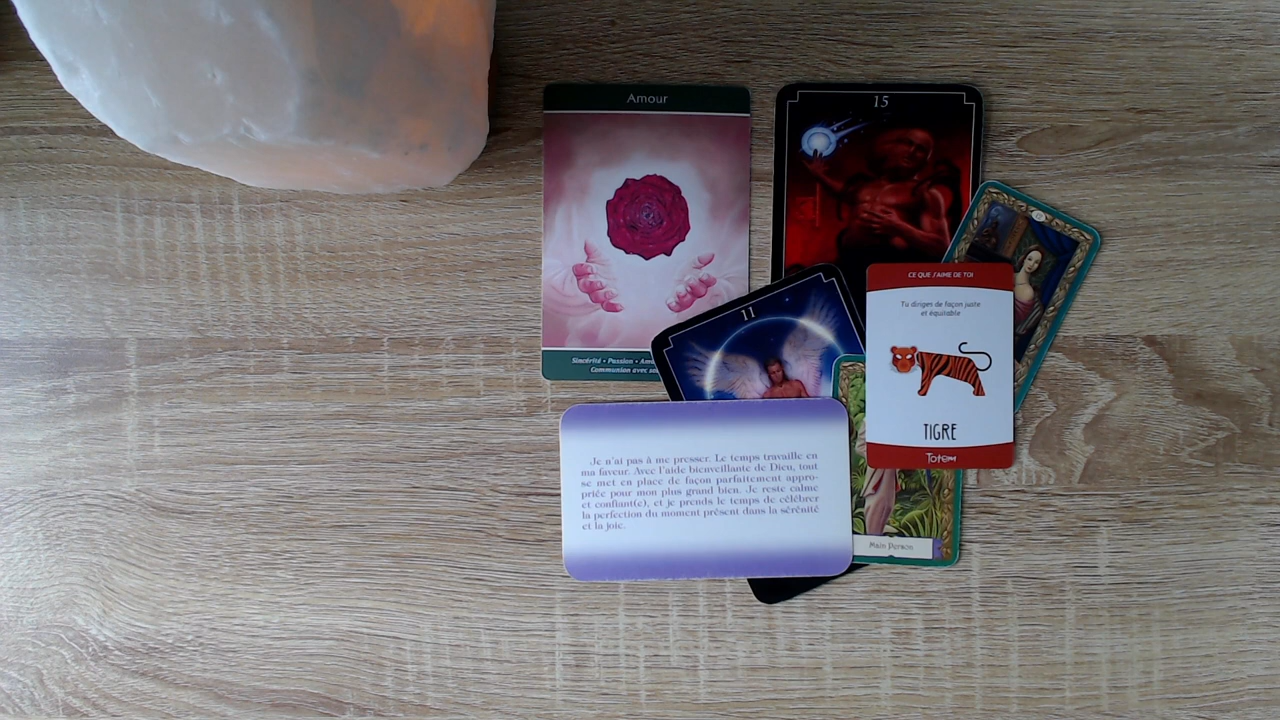 Amour
Sincérité • Passion •
Communion avec
15
II
CE QUE J'AIME DE TOI
Tu diriges de façon juste
et équitable
TIGRE
Totem
Je n'ai pas à me presser. Le temps travaille en
ma faveur. Avec l'aide bienveillante de Dieu, tout
se met en place de façon parfaitement appro-
priée pour mon plus grand bien. Je reste calme
et confiant(e), et je prends le temps de célébrer
la perfection du moment présent dans la sérénité
et la joie.
Main Person